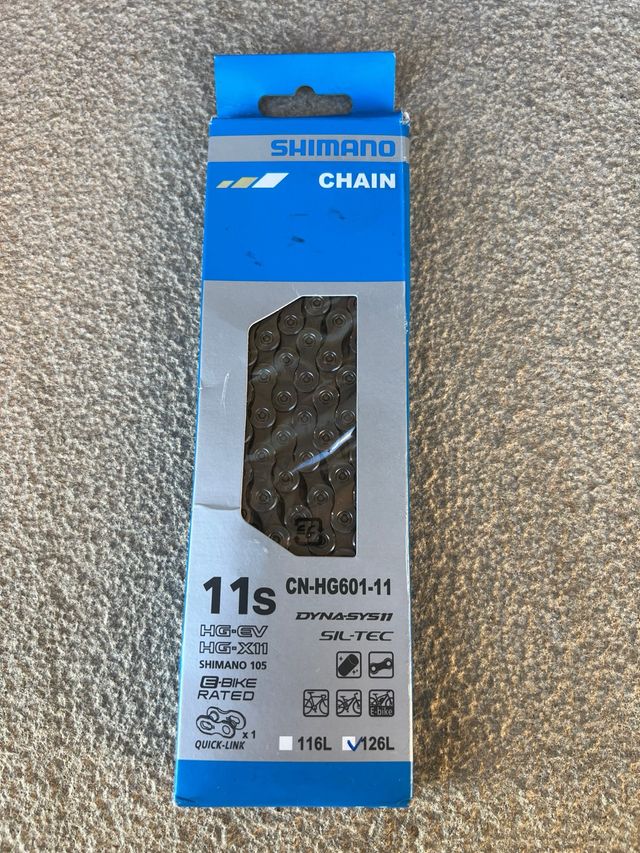 SHIMANO
CHAIN
11s CN-HG601-11
HG-EV DYNA-SYS11
HG-X11 SIL-TEC
SHIMANO 105
E-BIKE
RATED
E-bike
x 1
QUICK-LINK
116L 126L